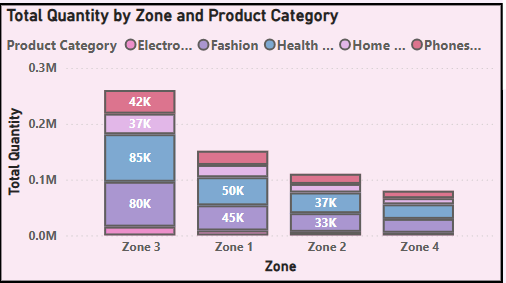 Total Quantity by Zone and Product Category
Product Category Electro... Fashion Health ... Home ... Phones...
0.3M
0.2M
0.1M
0.0M
Total Quantity
42K
37K
85K
80K
50K
45K
37K
33K
Zone 3 Zone 1 Zone 2 Zone 4
Zone